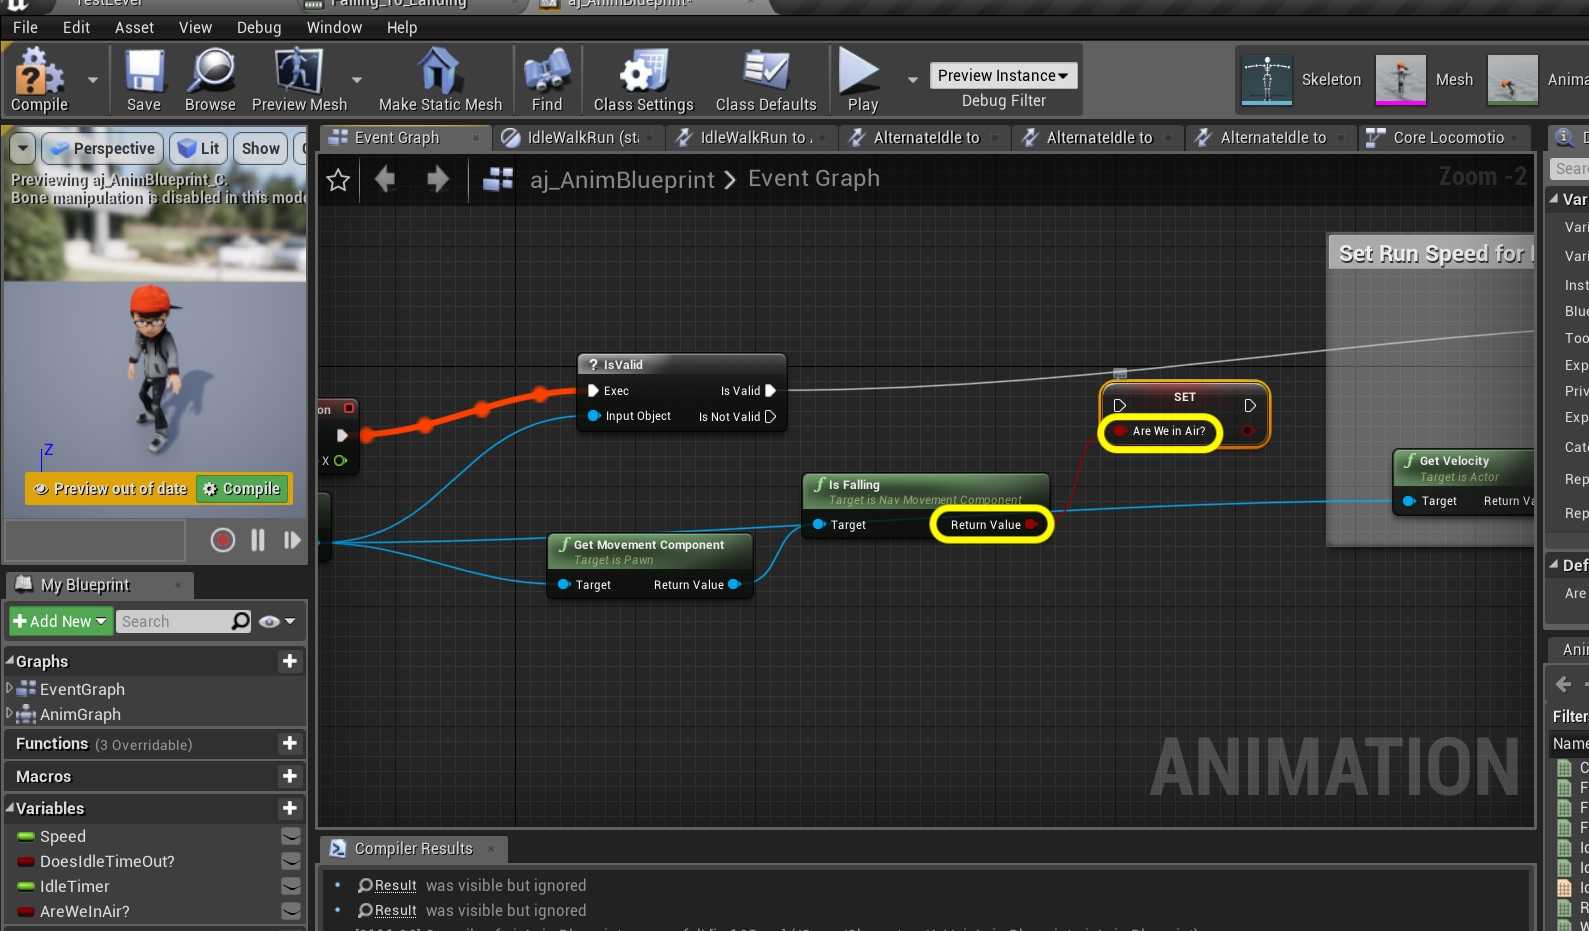 TestLevel
Falling_To_Landing
aj_AnimBlueprint*
File Edit Asset View Debug Window Help
Compile
Save
Browse
Preview Mesh
Make Static Mesh
Find
Class Settings
Class Defaults
Play
Preview Instance
Debug Filter
Skeleton
Mesh
Anima
Event Graph
IdleWalkRun (sta
IdleWalkRun to
AlternateIdle to
AlternateIdle to
AlternateIdle to
Core Locomotio
Perspective
Lit
Show
Previewing aj_AnimBlueprint_C.
Bone manipulation is disabled in this mode
aj_AnimBlueprint > Event Graph
Zoom -2
Sear
Var
Vari
Vari
Inst
Blue
Too
Exp
Priv
Exp
Cate
Rep
Rep
Def
Are
Set Run Speed for
? IsValid
Exec Is Valid
Input Object Is Not Valid
on
X
SET
Are We in Air?
f Get Velocity
Target is Actor
Target Return Va
f Is Falling
Target is Nav Movement Component
Target Return Value
f Get Movement Component
Target is Pawn
Target Return Value
Z
Preview out of date
Compile
My Blueprint
+ Add New
Search
Graphs
EventGraph
AnimGraph
Functions (3 Overridable)
Macros
Variables
Speed
DoesIdleTimeOut?
IdleTimer
AreWeInAir?
ANIMATION
Compiler Results
Result was visible but ignored
Result was visible but ignored
Anim
Filter
Name
C
F
F
F
Id
Id
Id
R
W